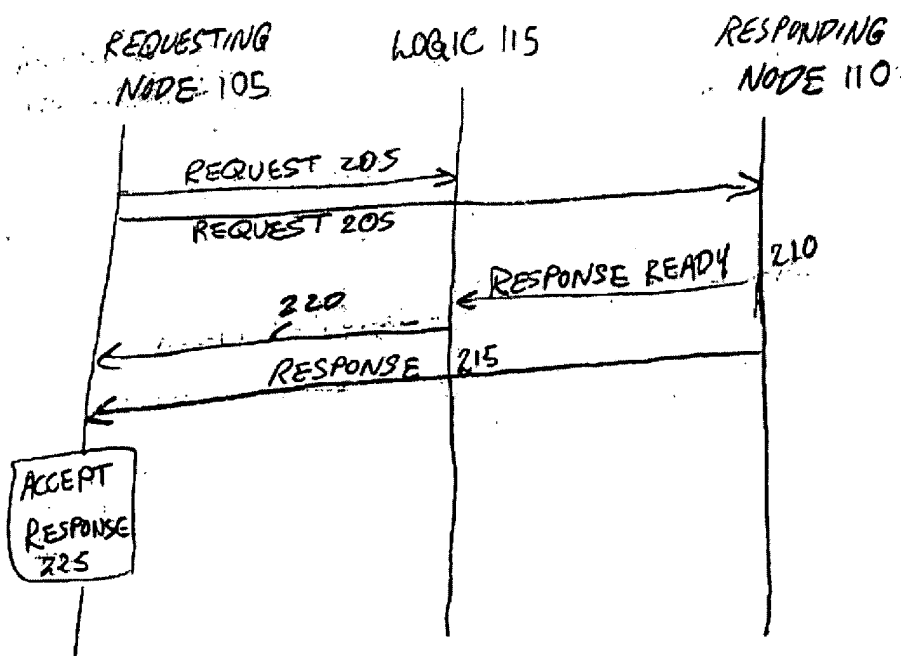 REQUESTING
NODE 105
LOGIC 115
RESPONDING
NODE 110
REQUEST 205
REQUEST 205
RESPONSE READY
210
220
RESPONSE 215
ACCEPT
RESPONSE
225